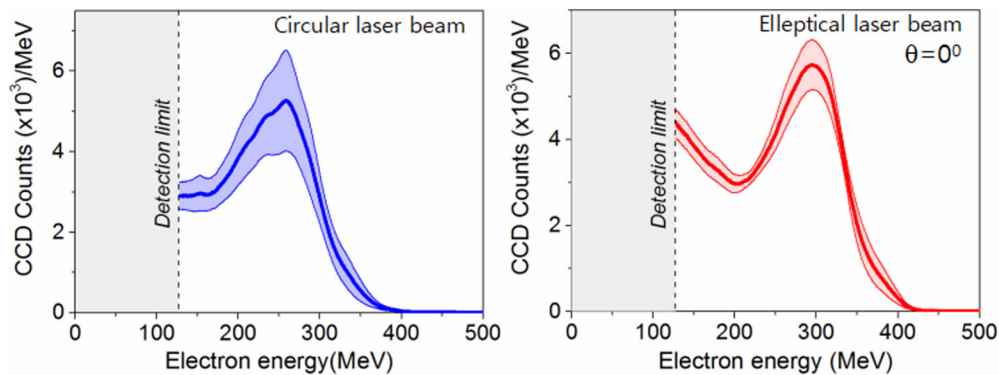 Circular laser beam
CCD Counts (x10³)/MeV
6
4
2
0
Detection limit
0 100 200 300 400 500
Electron energy(MeV)
Elleptical laser beam
θ=0⁰
CCD Counts (x10³)/MeV
6
4
2
0
Detection limit
0 100 200 300 400 500
Electron energy (MeV)